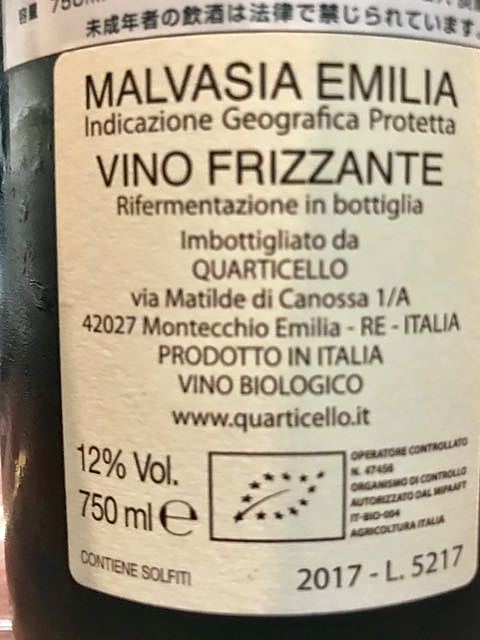 容量 750ml
未成年者の飲酒は法律で禁じられています。
MALVASIA EMILIA
Indicazione Geografica Protetta
VINO FRIZZANTE
Rifermentazione in bottiglia
Imbottigliato da
QUARTICELLO
via Matilde di Canossa 1/A
42027 Montecchio Emilia - RE - ITALIA
PRODOTTO IN ITALIA
VINO BIOLOGICO
www.quarticello.it
12% Vol.
750 ml e
OPERATORE CONTROLLATO
N. 47456
ORGANISMO DI CONTROLLO
AUTORIZZATO DAL MIPAAFT
IT-BIO-004
AGRICOLTURA ITALIA
CONTIENE SOLFITI
2017 - L. 5217